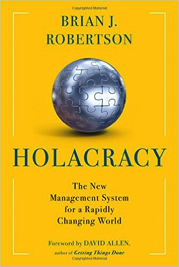 BRIAN J.
ROBERTSON
HOLACRACY
The New
Management System
for a Rapidly
Changing World
Foreword by DAVID ALLEN,
author of Getting Things Done